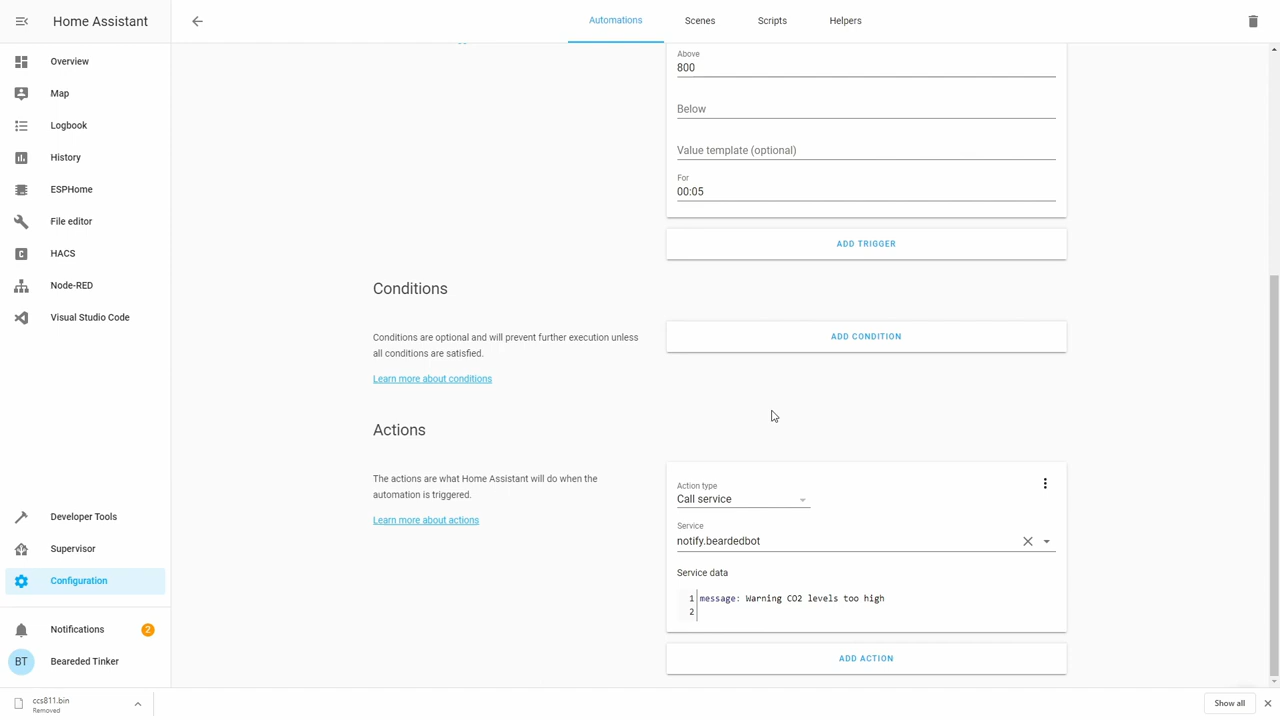 Home Assistant
Automations
Scenes
Scripts
Helpers
Overview
Map
Logbook
History
ESPHome
File editor
HACS
Node-RED
Visual Studio Code
Developer Tools
Supervisor
Configuration
Notifications
2
BT
Beareded Tinker
Above
800
Below
Value template (optional)
For
00:05
ADD TRIGGER
Conditions
Conditions are optional and will prevent further execution unless
all conditions are satisfied.
Learn more about conditions
ADD CONDITION
Actions
The actions are what Home Assistant will do when the
automation is triggered.
Learn more about actions
Action type
Call service
Service
notify.beardedbot
Service data
1 message: Warning CO2 levels too high
2
ADD ACTION
ccs811.bin
Removed
Show all